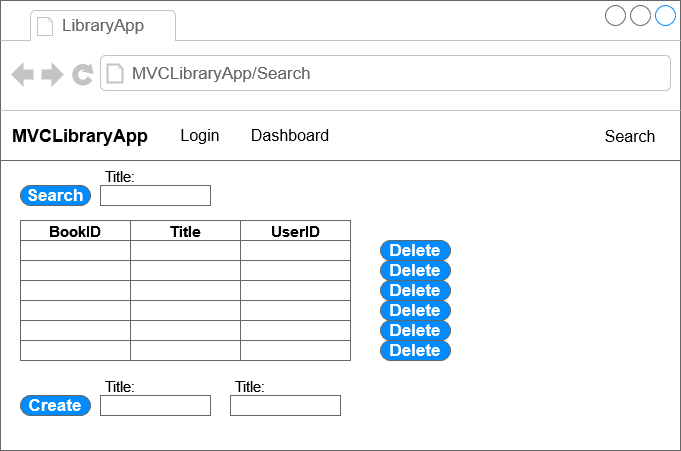 LibraryApp
MVCLibraryApp/Search
MVCLibraryApp Login Dashboard Search
Title:
Search
BookID Title UserID
Delete
Delete
Delete
Delete
Delete
Delete
Title: Title:
Create